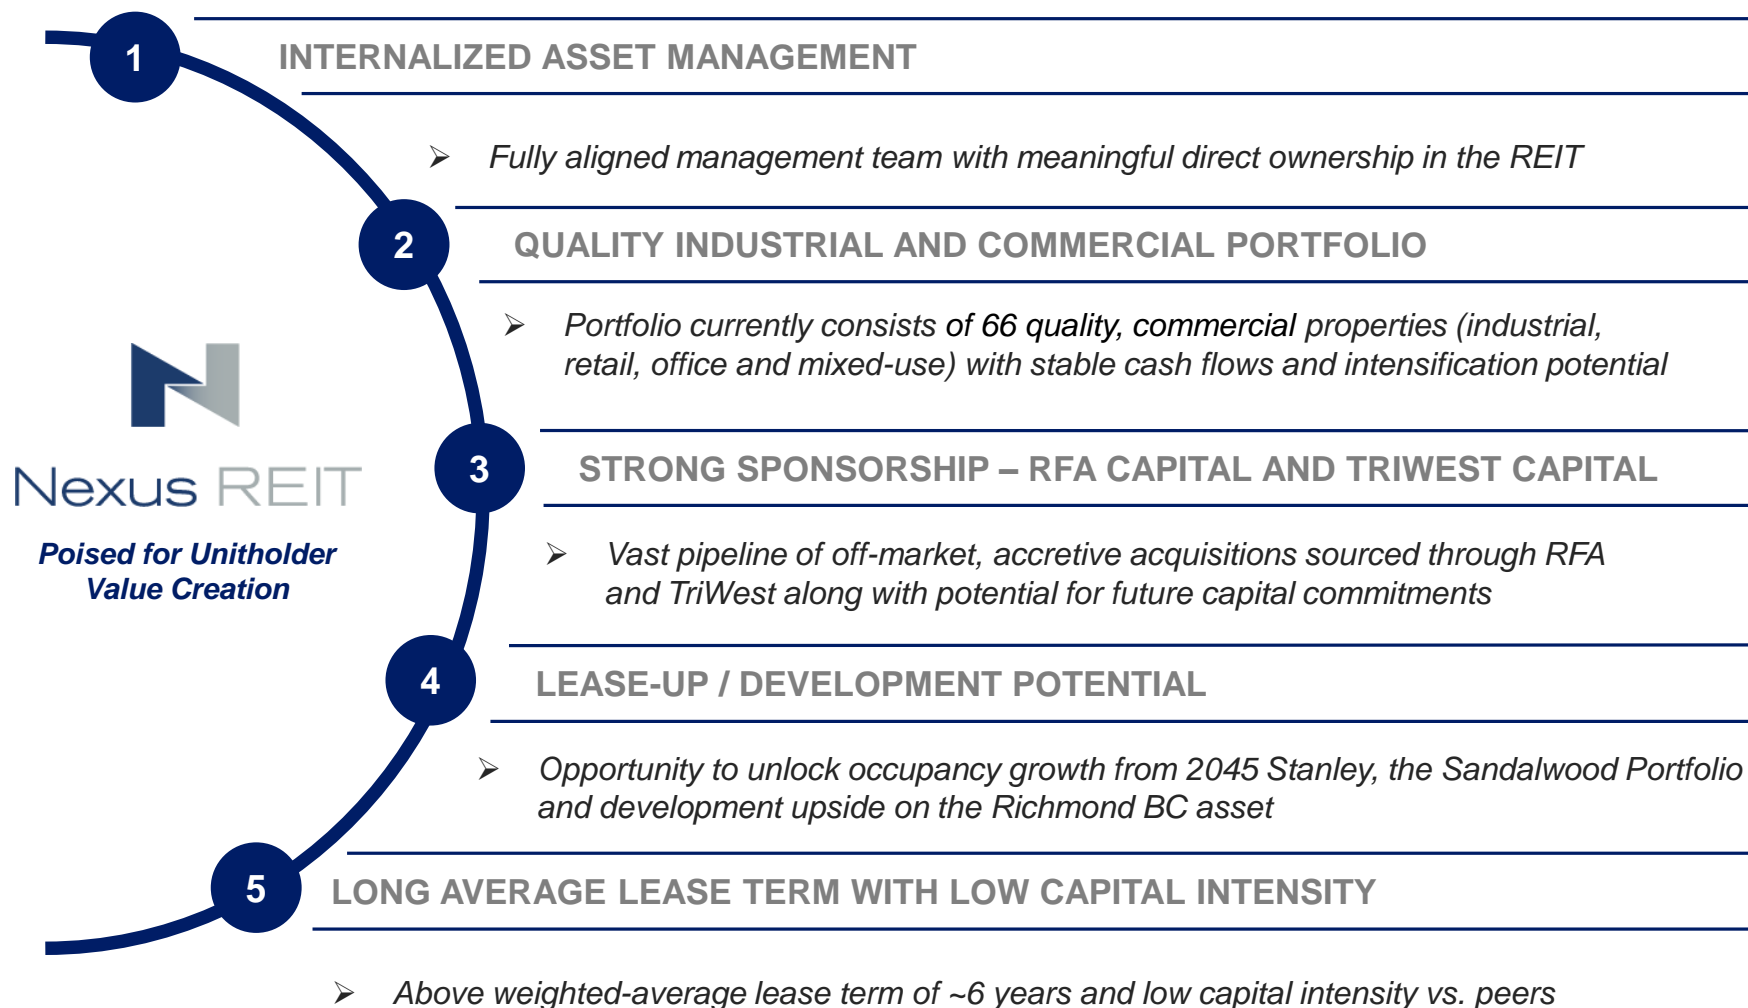 1
INTERNALIZED ASSET MANAGEMENT
➢ Fully aligned management team with meaningful direct ownership in the REIT
2
QUALITY INDUSTRIAL AND COMMERCIAL PORTFOLIO
➢ Portfolio currently consists of 66 quality, commercial properties (industrial,
retail, office and mixed-use) with stable cash flows and intensification potential
Nexus REIT
Poised for Unitholder
Value Creation
3
STRONG SPONSORSHIP – RFA CAPITAL AND TRIWEST CAPITAL
➢ Vast pipeline of off-market, accretive acquisitions sourced through RFA
and TriWest along with potential for future capital commitments
4
LEASE-UP / DEVELOPMENT POTENTIAL
➢ Opportunity to unlock occupancy growth from 2045 Stanley, the Sandalwood Portfolio
and development upside on the Richmond BC asset
5
LONG AVERAGE LEASE TERM WITH LOW CAPITAL INTENSITY
➢ Above weighted-average lease term of ~6 years and low capital intensity vs. peers